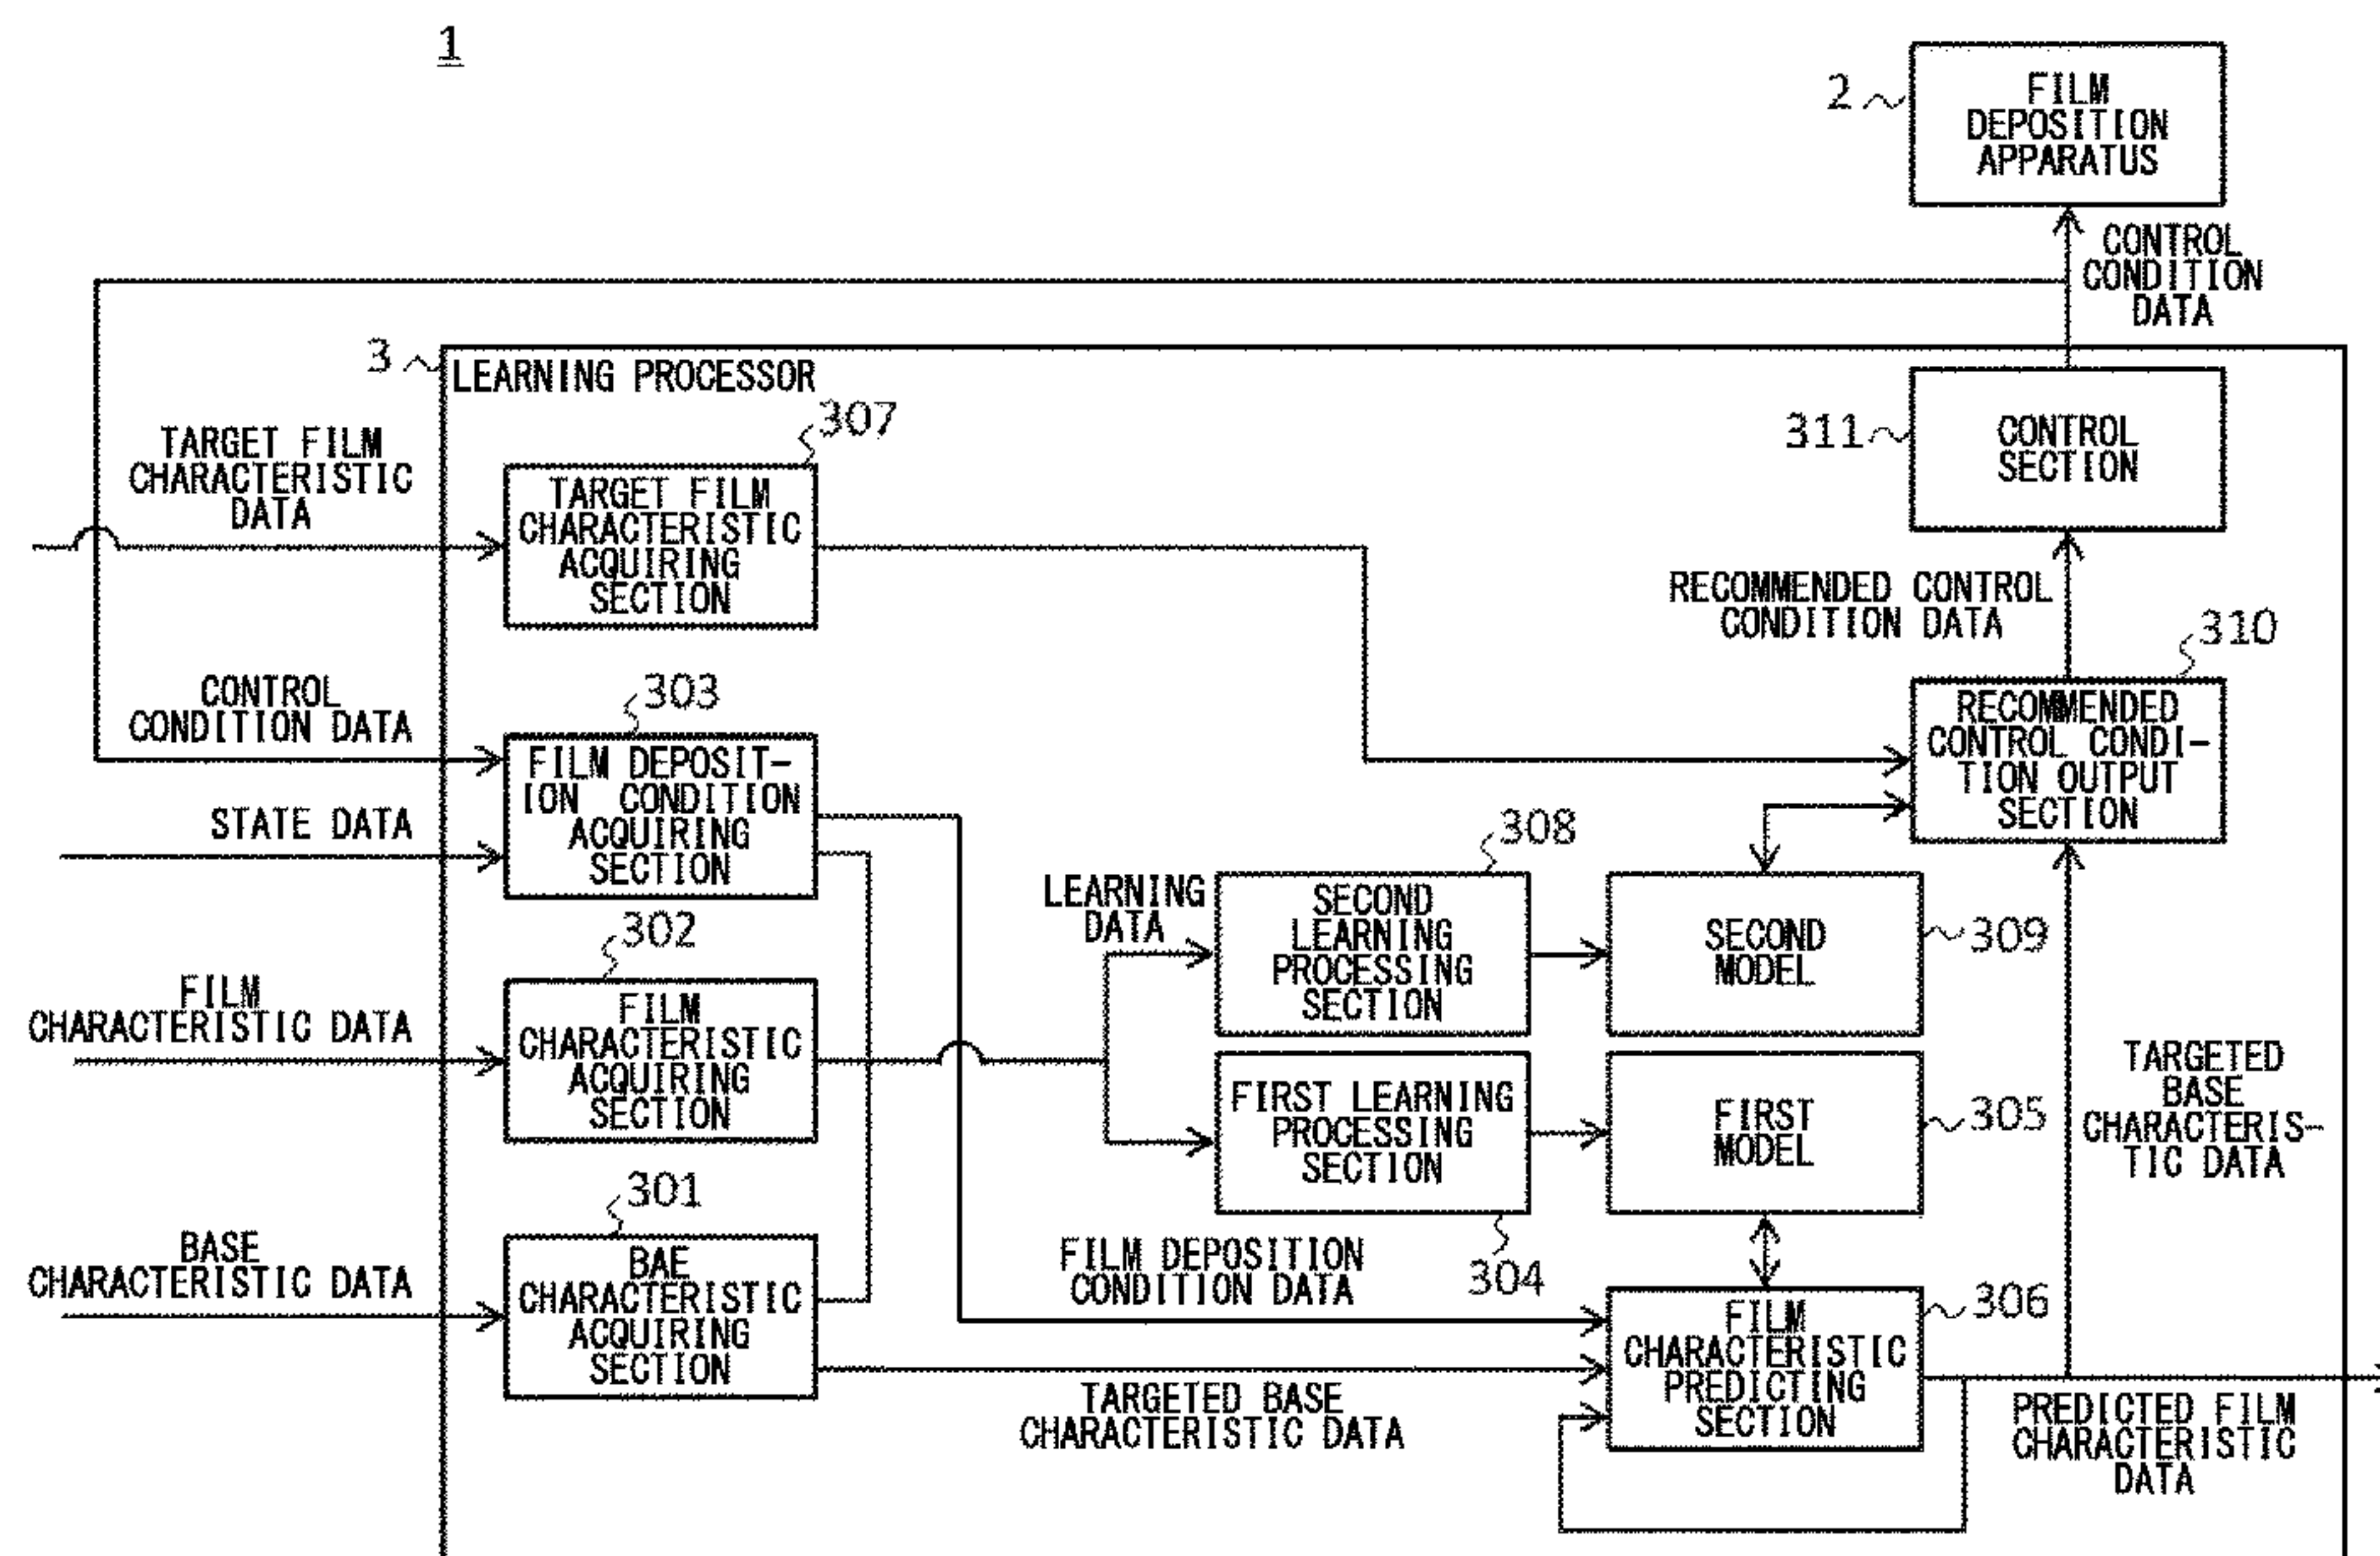 1
2
FILM
DEPOSITION
APPARATUS
CONTROL
CONDITION
DATA
3
LEARNING PROCESSOR
307
TARGET FILM
CHARACTERISTIC
DATA
TARGET FILM
CHARACTERISTIC
ACQUIRING
SECTION
311
CONTROL
SECTION
RECOMMENDED CONTROL
CONDITION DATA
310
CONTROL
CONDITION DATA
303
FILM DEPOSIT-
ION CONDITION
ACQUIRING
SECTION
RECOMMENDED
CONTROL CONDI-
TION OUTPUT
SECTION
STATE DATA
308
LEARNING
DATA
SECOND
LEARNING
PROCESSING
SECTION
SECOND
MODEL
309
302
FILM
CHARACTERISTIC DATA
FILM
CHARACTERISTIC
ACQUIRING
SECTION
FIRST LEARNING
PROCESSING
SECTION
304
FIRST
MODEL
305
TARGETED
BASE
CHARACTERIS-
TIC DATA
301
BASE
CHARACTERISTIC DATA
BAE
CHARACTERISTIC
ACQUIRING
SECTION
FILM DEPOSITION
CONDITION DATA
TARGETED BASE
CHARACTERISTIC DATA
306
FILM
CHARACTERISTIC
PREDICTING
SECTION
PREDICTED FILM
CHARACTERISTIC
DATA